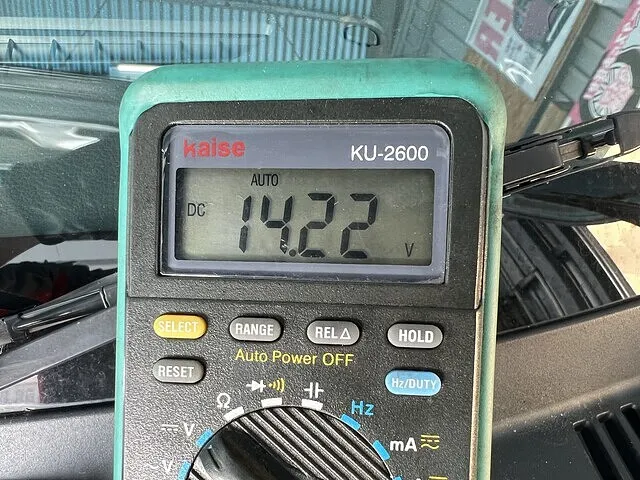 kaise
KU-2600
AUTO
DC 14.22 V
SELECT RANGE REL△ HOLD
Auto Power OFF
RESET Hz/DUTY
Ω Hz
V mA
~V